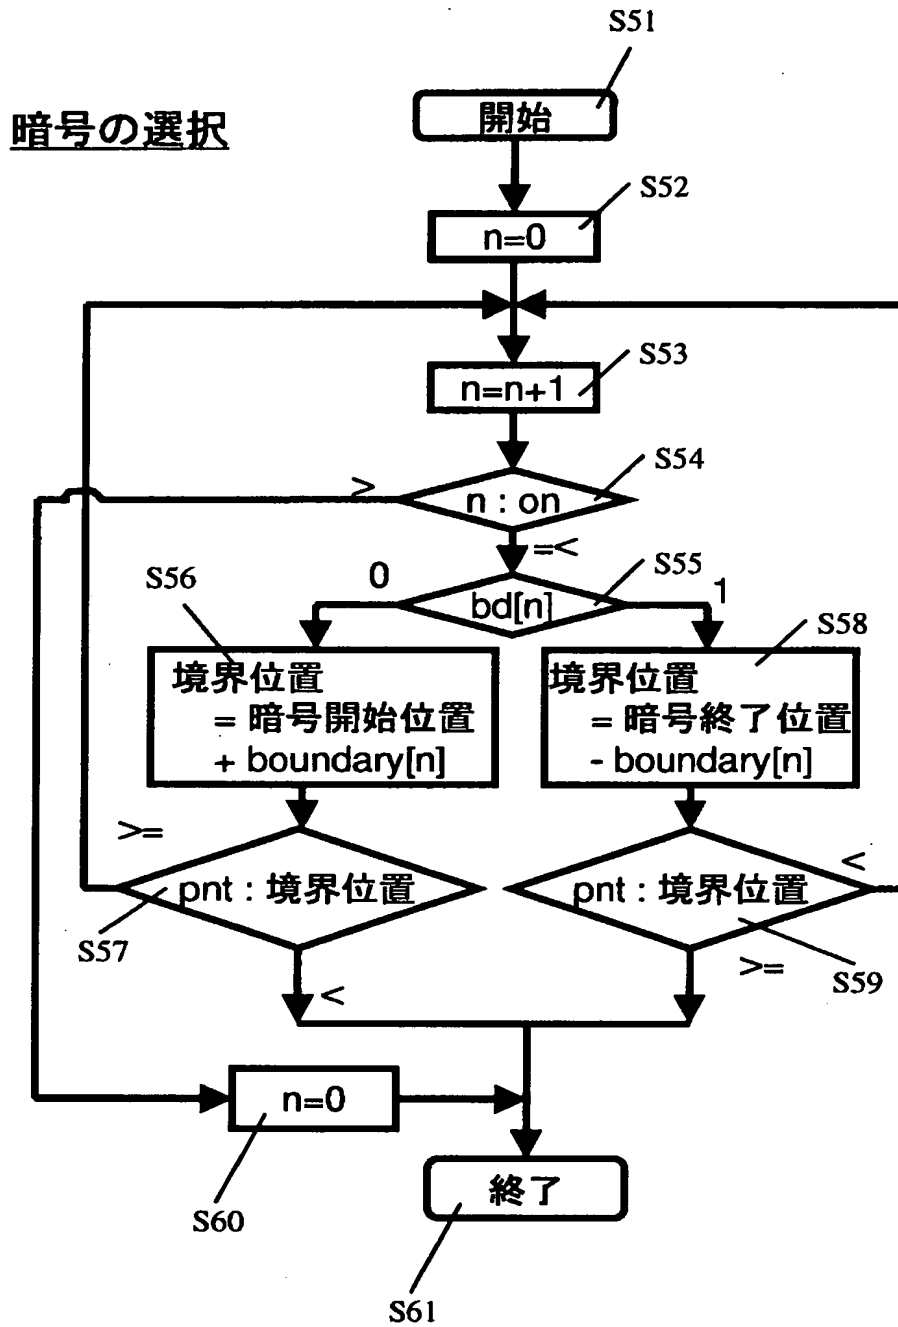 S51
開始
暗号の選択
S52
n=0
S53
n=n+1
S54
>
n : on
=<
S55
0
bd[n]
1
S56
S58
境界位置
= 暗号開始位置
+ boundary[n]
境界位置
= 暗号終了位置
- boundary[n]
>=
<
pnt : 境界位置
pnt : 境界位置
S57
>=
S59
<
n=0
S60
終了
S61